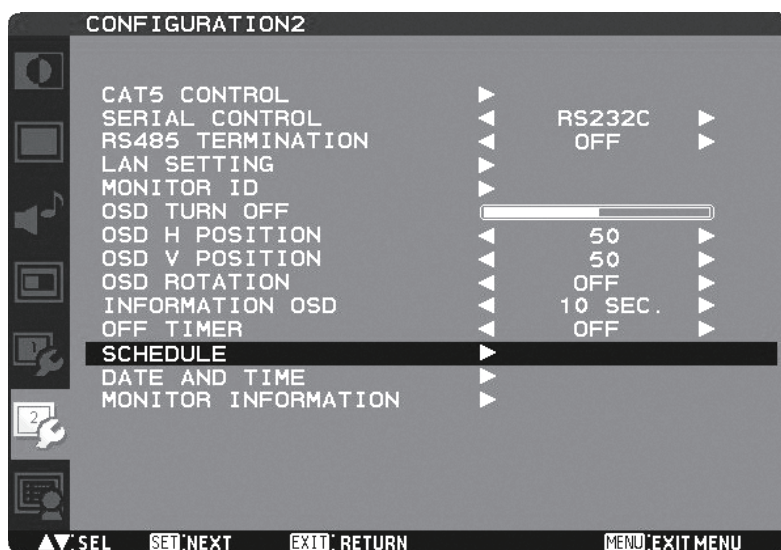 CONFIGURATION2
CAT5 CONTROL
SERIAL CONTROL RS232C
RS485 TERMINATION OFF
LAN SETTING
MONITOR ID
OSD TURN OFF
OSD H POSITION 50
OSD V POSITION 50
OSD ROTATION OFF
INFORMATION OSD 10 SEC.
OFF TIMER OFF
SCHEDULE
DATE AND TIME
MONITOR INFORMATION
1
2
SEL SET:NEXT EXIT: RETURN MENU:EXIT MENU